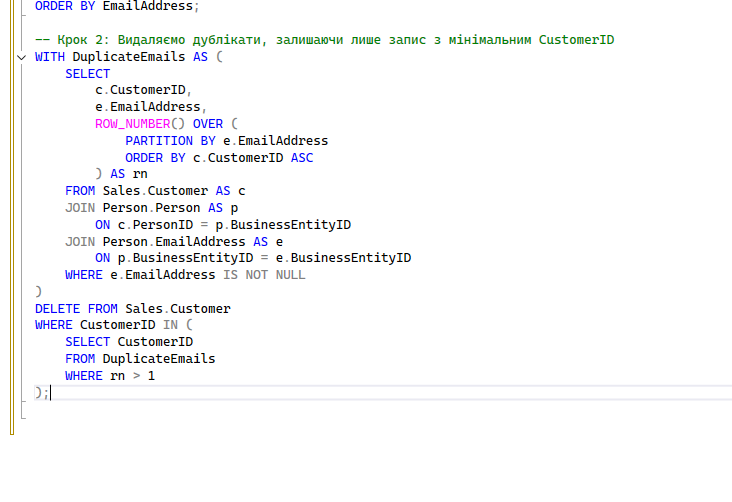 ORDER BY EmailAddress;
-- Крок 2: Видаляємо дублікати, залишаючи лише запис з мінімальним CustomerID
WITH DuplicateEmails AS (
    SELECT
        c.CustomerID,
        e.EmailAddress,
        ROW_NUMBER() OVER (
            PARTITION BY e.EmailAddress
            ORDER BY c.CustomerID ASC
        ) AS rn
    FROM Sales.Customer AS c
    JOIN Person.Person AS p
        ON c.PersonID = p.BusinessEntityID
    JOIN Person.EmailAddress AS e
        ON p.BusinessEntityID = e.BusinessEntityID
    WHERE e.EmailAddress IS NOT NULL
)
DELETE FROM Sales.Customer
WHERE CustomerID IN (
    SELECT CustomerID
    FROM DuplicateEmails
    WHERE rn > 1
);